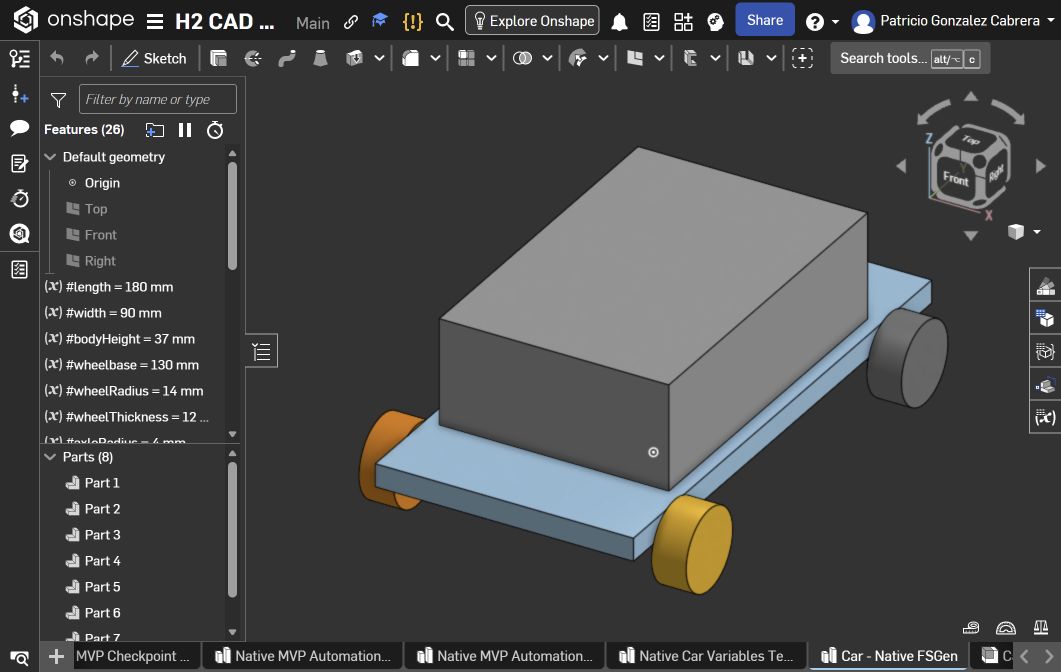 onshape H2 CAD ... Main Explore Onshape Share Patricio Gonzalez Cabrera
Sketch Search tools... alt/⌥ c
Filter by name or type
Features (26)
Default geometry
Origin
Top
Front
Right
(x) #length = 180 mm
(x) #width = 90 mm
(x) #bodyHeight = 37 mm
(x) #wheelbase = 130 mm
(x) #wheelRadius = 14 mm
(x) #wheelThickness = 12 ...
(x) #axleRadius = 4 mm
Parts (8)
Part 1
Part 2
Part 3
Part 4
Part 5
Part 6
Part 7
Z
Top
Y
Front
Right
X
(x)
MVP Checkpoint ... Native MVP Automation... Native MVP Automation... Native Car Variables Te... Car - Native FSGen C